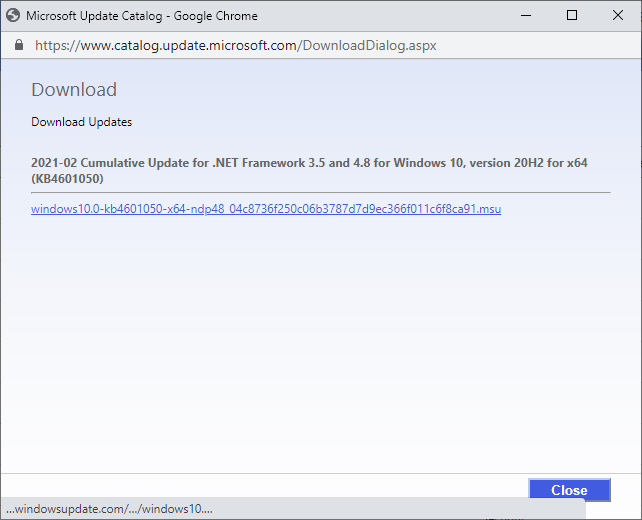 Microsoft Update Catalog - Google Chrome
https://www.catalog.update.microsoft.com/DownloadDialog.aspx
Download
Download Updates
2021-02 Cumulative Update for .NET Framework 3.5 and 4.8 for Windows 10, version 20H2 for x64
(KB4601050)
windows10.0-kb4601050-x64-ndp48_04c8736f250c06b3787d7d9ec366f011c6f8ca91.msu
Close
...windowsupdate.com/.../windows10....